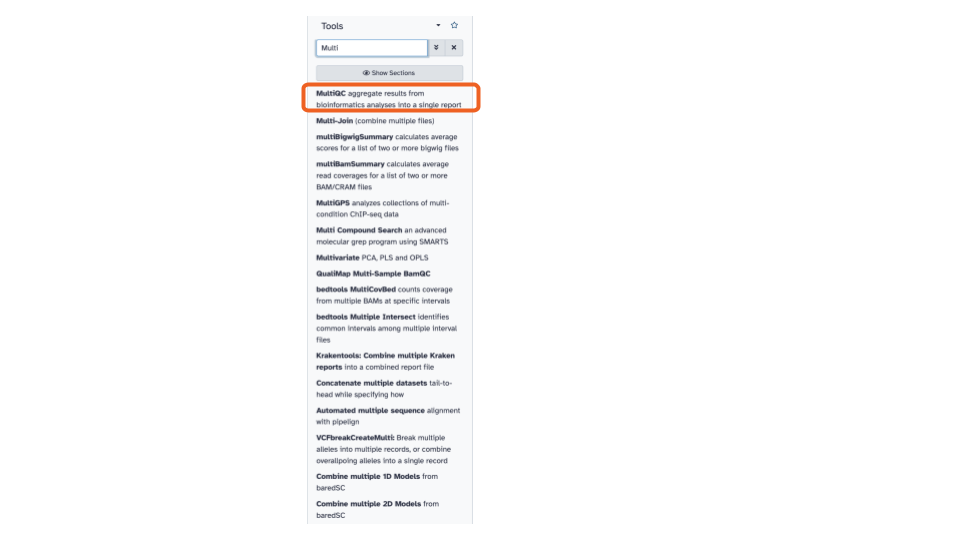 Tools
Multi
Show Sections
MultiQC aggregate results from
bioinformatics analyses into a single report
Multi-Join (combine multiple files)
multiBigwigSummary calculates average
scores for a list of two or more bigwig files
multiBamSummary calculates average
read coverages for a list of two or more
BAM/CRAM files
MultiGPS analyzes collections of multi-
condition ChIP-seq data
Multi Compound Search an advanced
molecular grep program using SMARTS
Multivariate PCA, PLS and OPLS
QualiMap Multi-Sample BamQC
bedtools MultiCovBed counts coverage
from multiple BAMs at specific intervals
bedtools Multiple Intersect identifies
common intervals among multiple interval
files
Krakentools: Combine multiple Kraken
reports into a combined report file
Concatenate multiple datasets tail-to-
head while specifying how
Automated multiple sequence alignment
with pipelign
VCFbreakCreateMulti: Break multiple
alleles into multiple records, or combine
overallpoing alleles into a single record
Combine multiple 1D Models from
baredSC
Combine multiple 2D Models from
baredSC